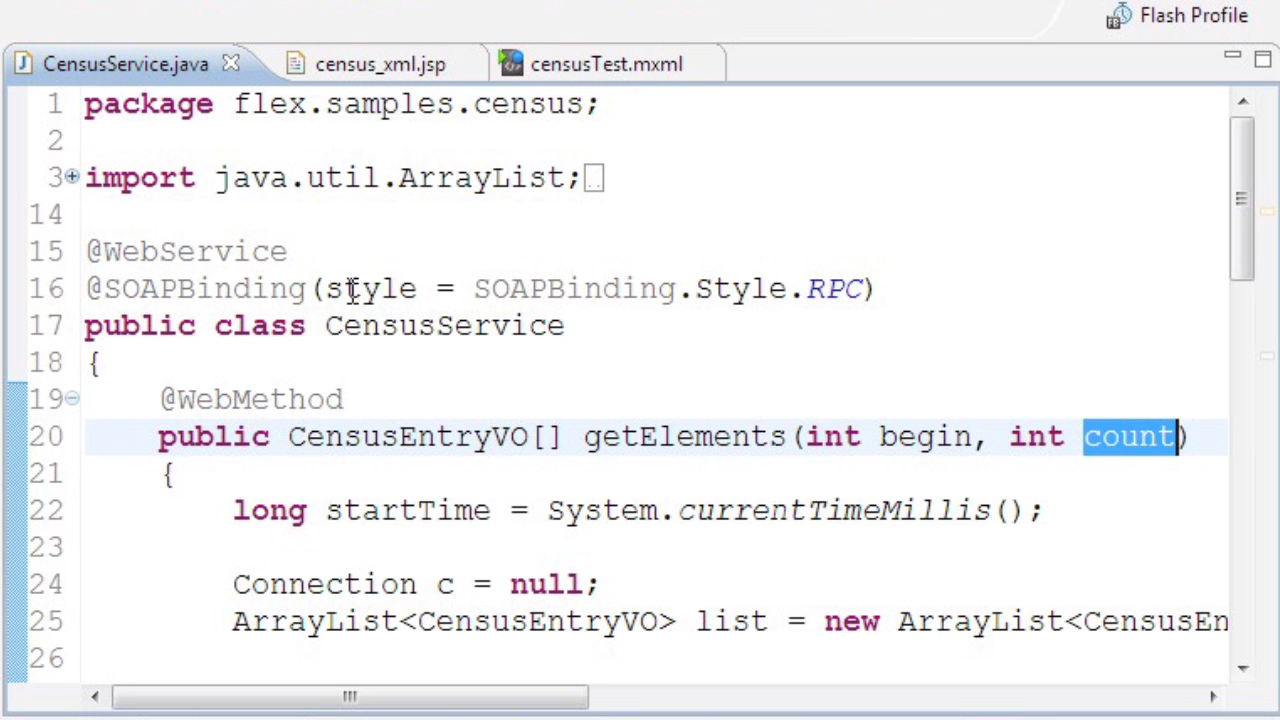 Flash Profile
CensusService.java census_xml.jsp censusTest.mxml
1 package flex.samples.census;
2
3 import java.util.ArrayList;
14
15 @WebService
16 @SOAPBinding(style = SOAPBinding.Style.RPC)
17 public class CensusService
18 {
19 @WebMethod
20 public CensusEntryVO[] getElements(int begin, int count)
21 {
22 long startTime = System.currentTimeMillis();
23
24 Connection c = null;
25 ArrayList<CensusEntryVO> list = new ArrayList<CensusEn
26